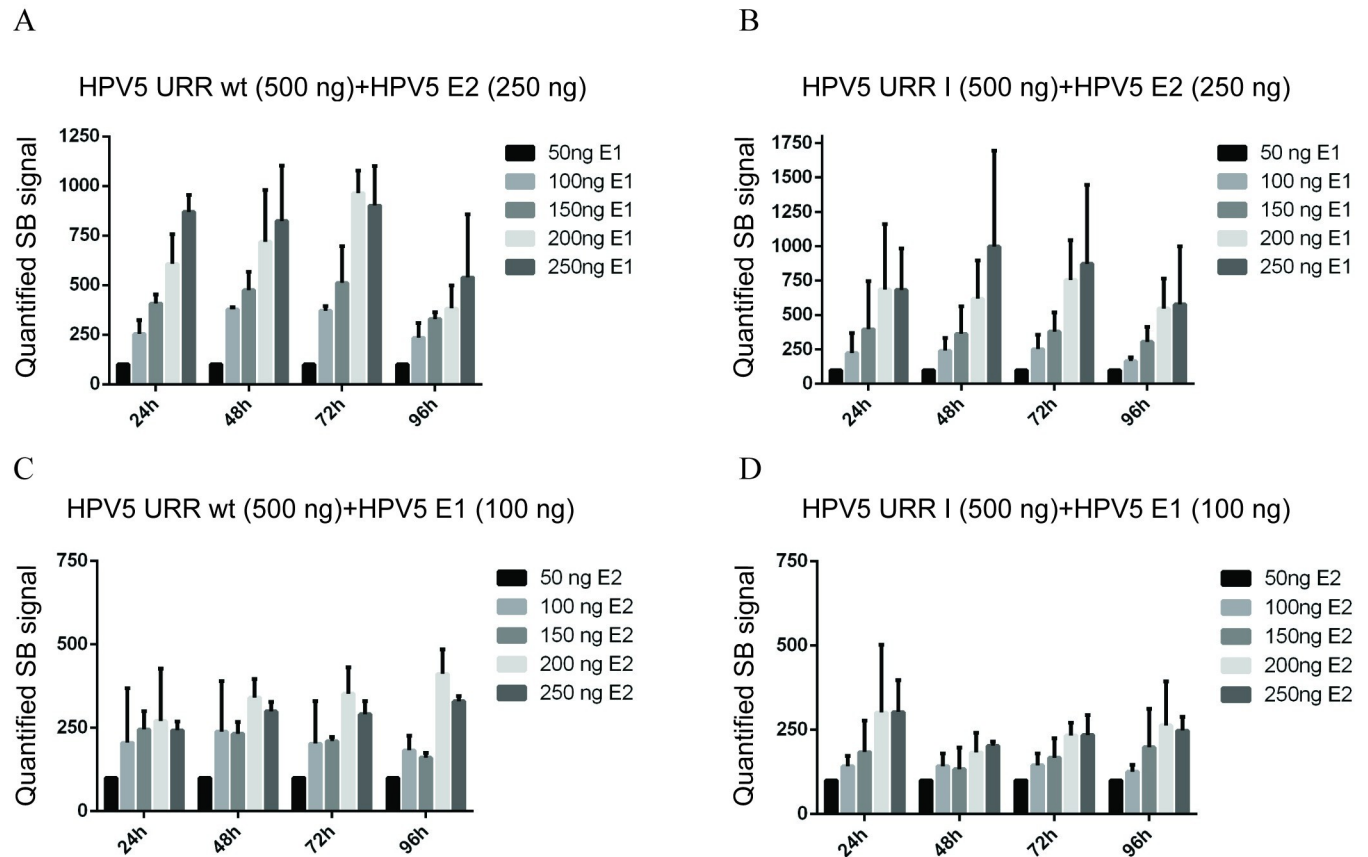 A
HPV5 URR wt (500 ng)+HPV5 E2 (250 ng)
Quantified SB signal
1250
1000
750
500
250
0
24h
48h
72h
96h
50ng E1
100ng E1
150ng E1
200ng E1
250ng E1
B
HPV5 URR I (500 ng)+HPV5 E2 (250 ng)
Quantified SB signal
1750
1500
1250
1000
750
500
250
0
24h
48h
72h
96h
50 ng E1
100 ng E1
150 ng E1
200 ng E1
250 ng E1
C
HPV5 URR wt (500 ng)+HPV5 E1 (100 ng)
Quantified SB signal
750
500
250
0
24h
48h
72h
96h
50 ng E2
100 ng E2
150 ng E2
200 ng E2
250 ng E2
D
HPV5 URR I (500 ng)+HPV5 E1 (100 ng)
Quantified SB signal
750
500
250
0
24h
48h
72h
96h
50ng E2
100ng E2
150ng E2
200ng E2
250ng E2